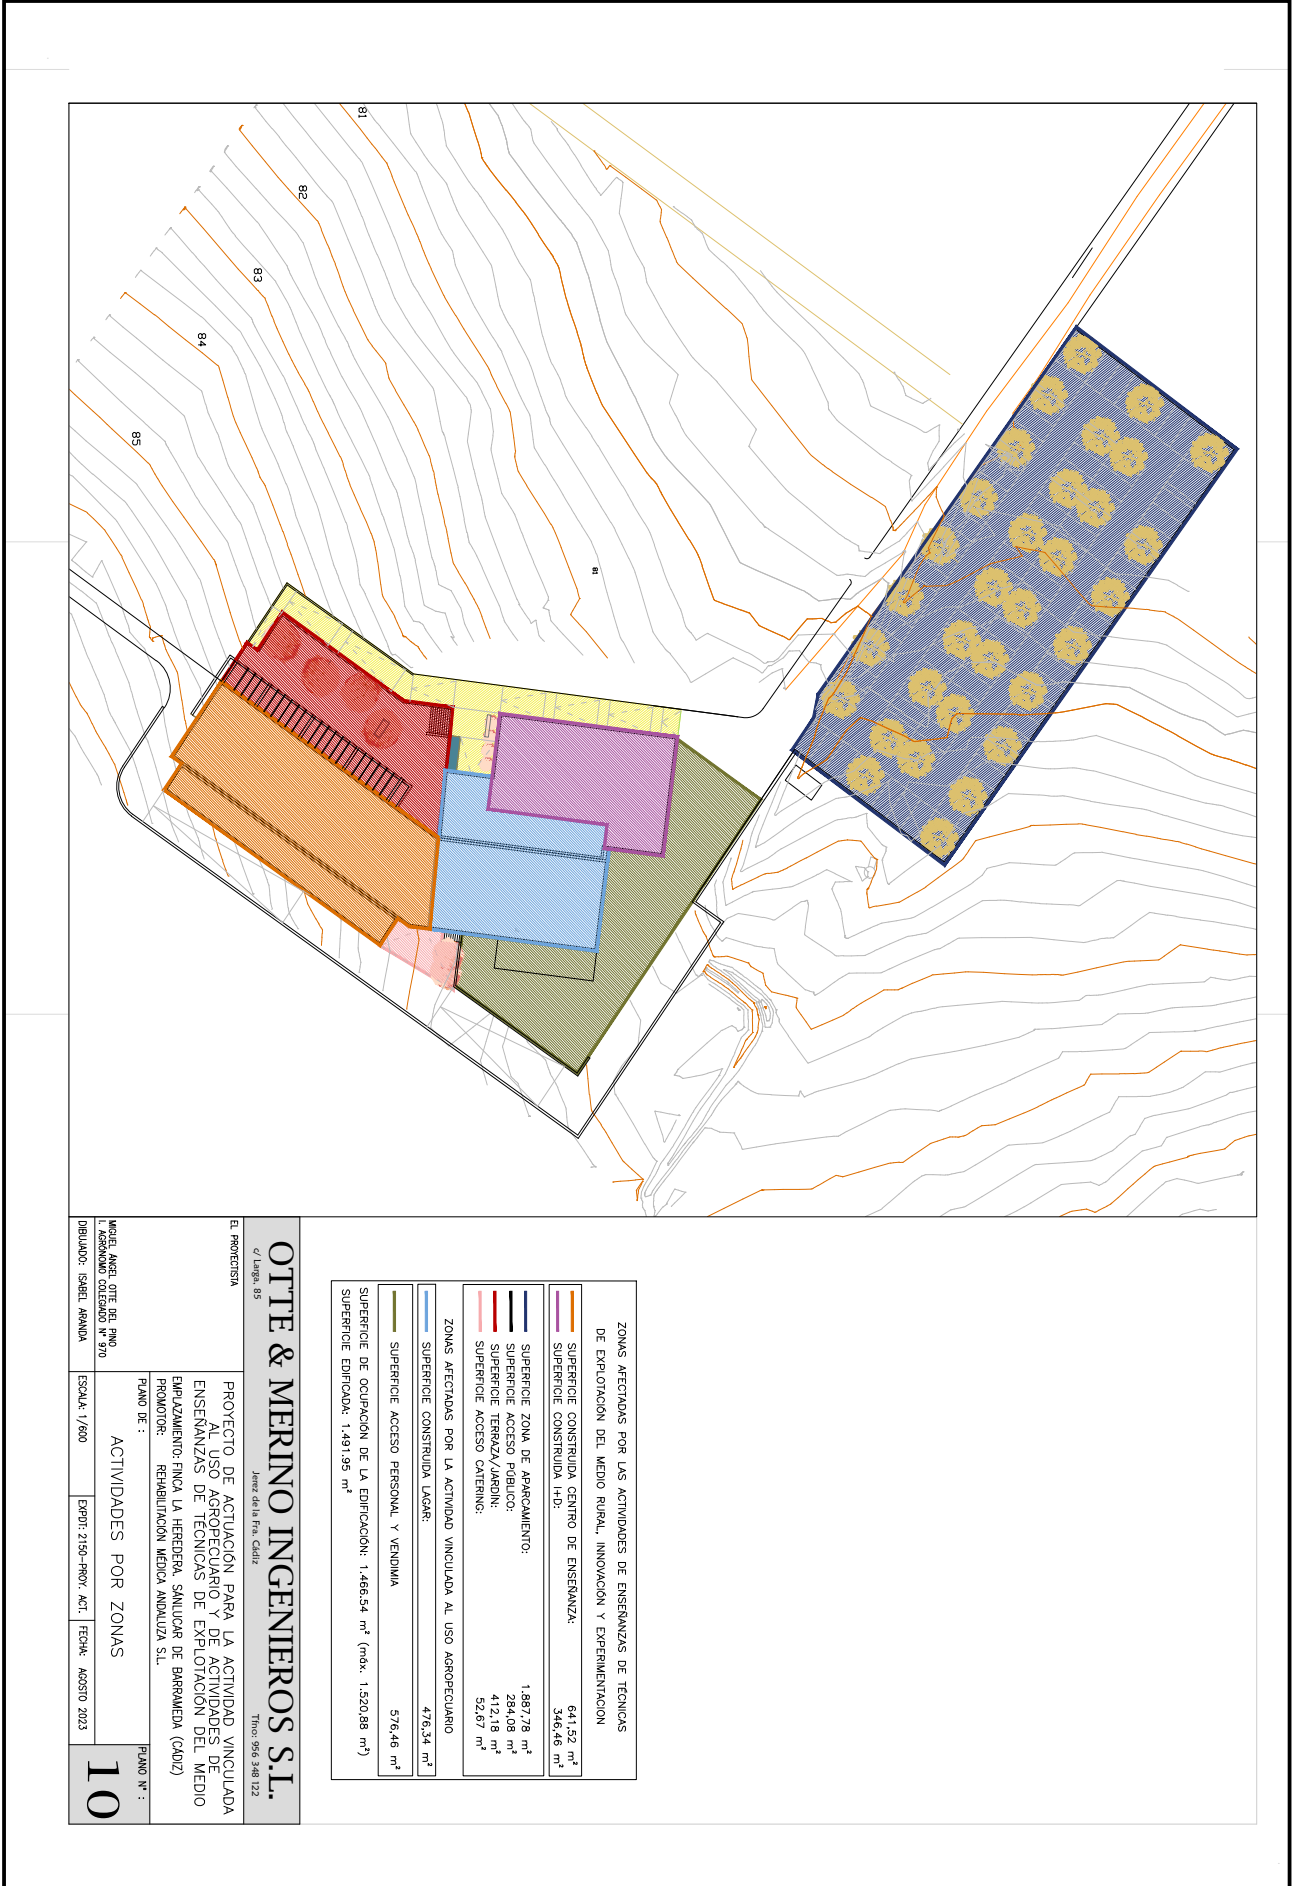 81
82
83
84
85
81
ZONAS AFECTADAS POR LAS ACTIVIDADES DE ENSEÑANZAS DE TÉCNICAS
DE EXPLOTACIÓN DEL MEDIO RURAL, INNOVACIÓN Y EXPERIMENTACION
SUPERFICIE CONSTRUIDA CENTRO DE ENSEÑANZA: 641,52 m²
SUPERFICIE CONSTRUIDA I+D: 346,46 m²
SUPERFICIE ZONA DE APARCAMIENTO: 1.887,78 m²
SUPERFICIE ACCESO PÚBLICO: 284,08 m²
SUPERFICIE TERRAZA/JARDÍN: 412,18 m²
SUPERFICIE ACCESO CATERING: 52,67 m²
ZONAS AFECTADAS POR LA ACTIVIDAD VINCULADA AL USO AGROPECUARIO
SUPERFICIE CONSTRUIDA LAGAR: 476,34 m²
SUPERFICIE ACCESO PERSONAL Y VENDIMIA 576,46 m²
SUPERFICIE DE OCUPACIÓN DE LA EDIFICACIÓN: 1.466,54 m² (máx. 1.520,88 m²)
SUPERFICIE EDIFICADA: 1.491,95 m²
OTTE & MERINO INGENIEROS S.L.
c/ Larga, 85 Jerez de la Fra. Cádiz Tfno: 956 348 122
EL PROYECTISTA
MIGUEL ANGEL OTTE DEL PINO
I. AGRÓNOMO COLEGIADO Nº 970
DIBUJADO: ISABEL ARANDA
PROYECTO DE ACTUACIÓN PARA LA ACTIVIDAD VINCULADA
AL USO AGROPECUARIO Y DE ACTIVIDADES DE
ENSEÑANZAS DE TÉCNICAS DE EXPLOTACIÓN DEL MEDIO
EMPLAZAMIENTO: FINCA LA HEREDERA. SANLUCAR DE BARRAMEDA (CADIZ)
PROMOTOR: REHABILITACIÓN MÉDICA ANDALUZA S.L.
PLANO DE :
ACTIVIDADES POR ZONAS
ESCALA: 1/600
EXPDT: 2150-PROY. ACT.
FECHA: AGOSTO 2023
PLANO Nº :
10